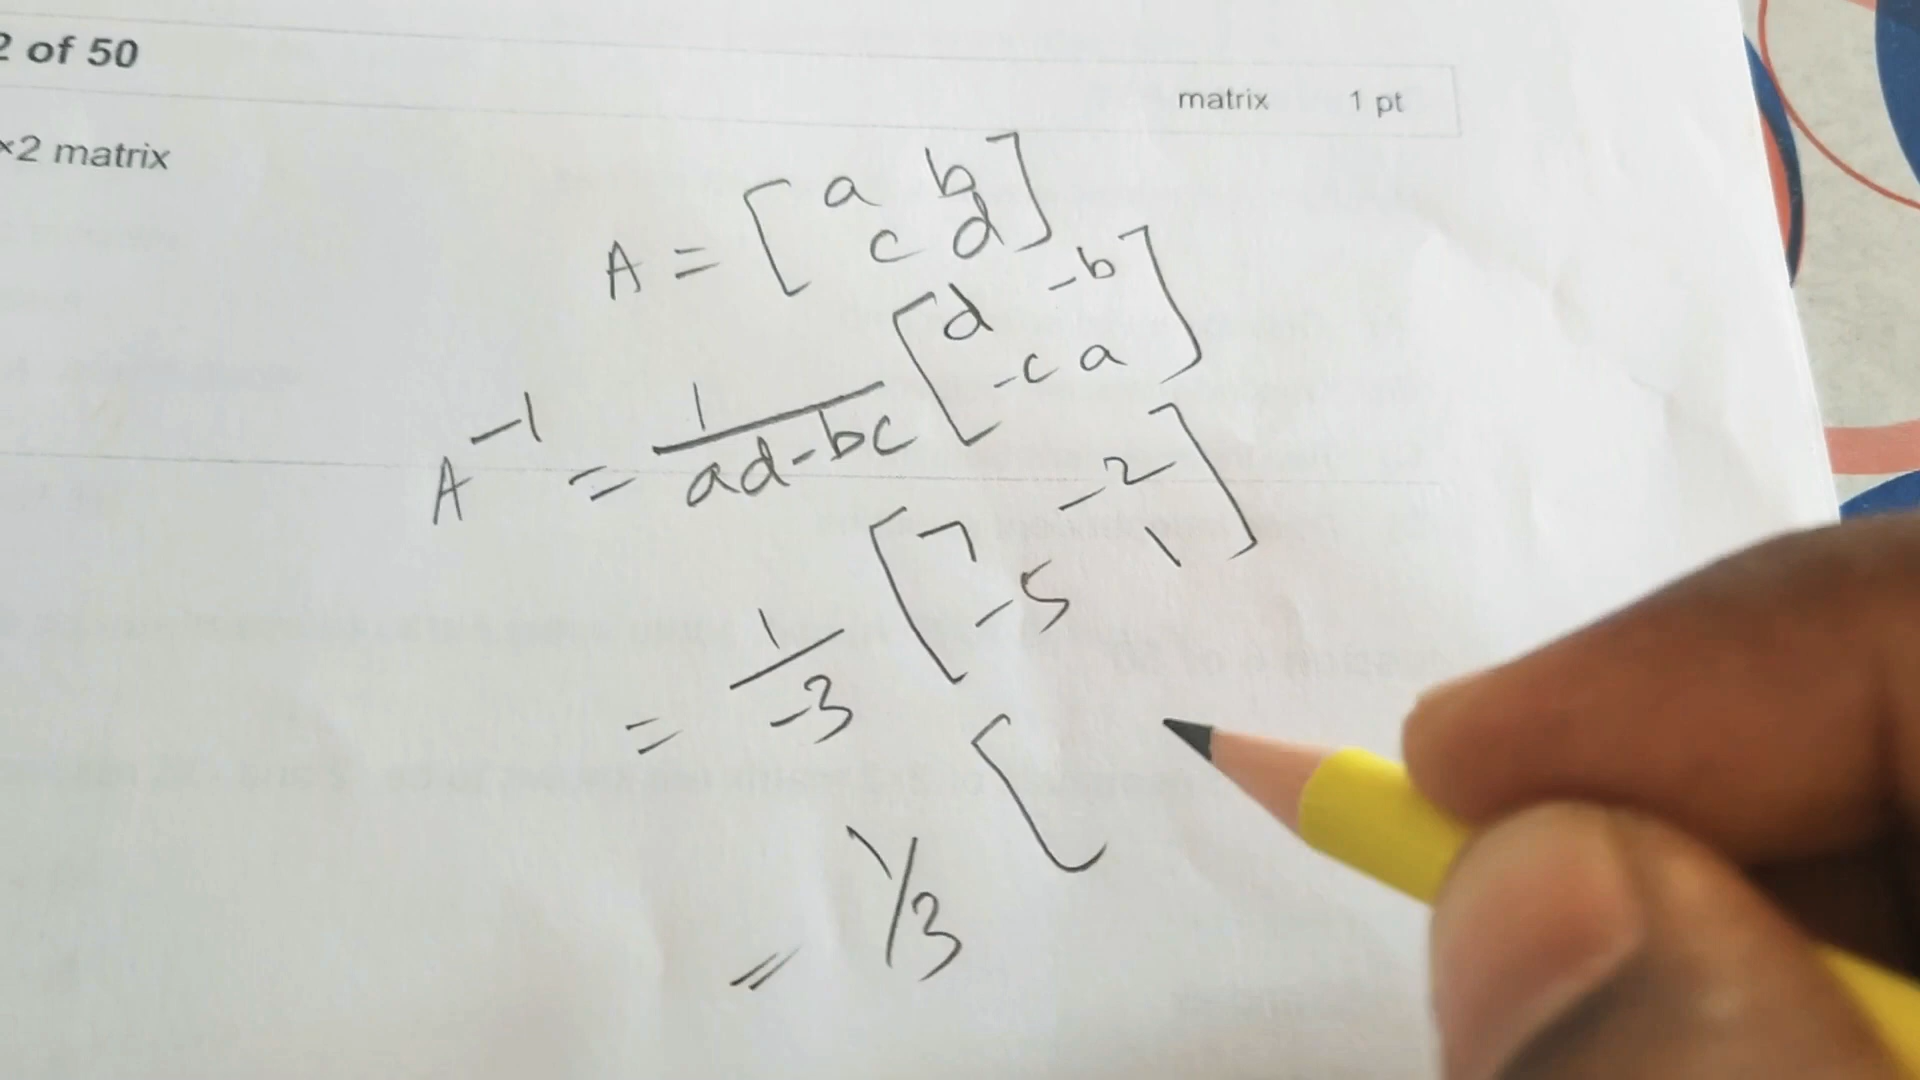 2 of 50
matrix 1 pt
×2 matrix
A = [ a b
c d ]
A⁻¹ = 1/ad-bc [ d -b
-c a ]
= 1/-3 [ 7 -2
-5 1 ]
= 1/3 [